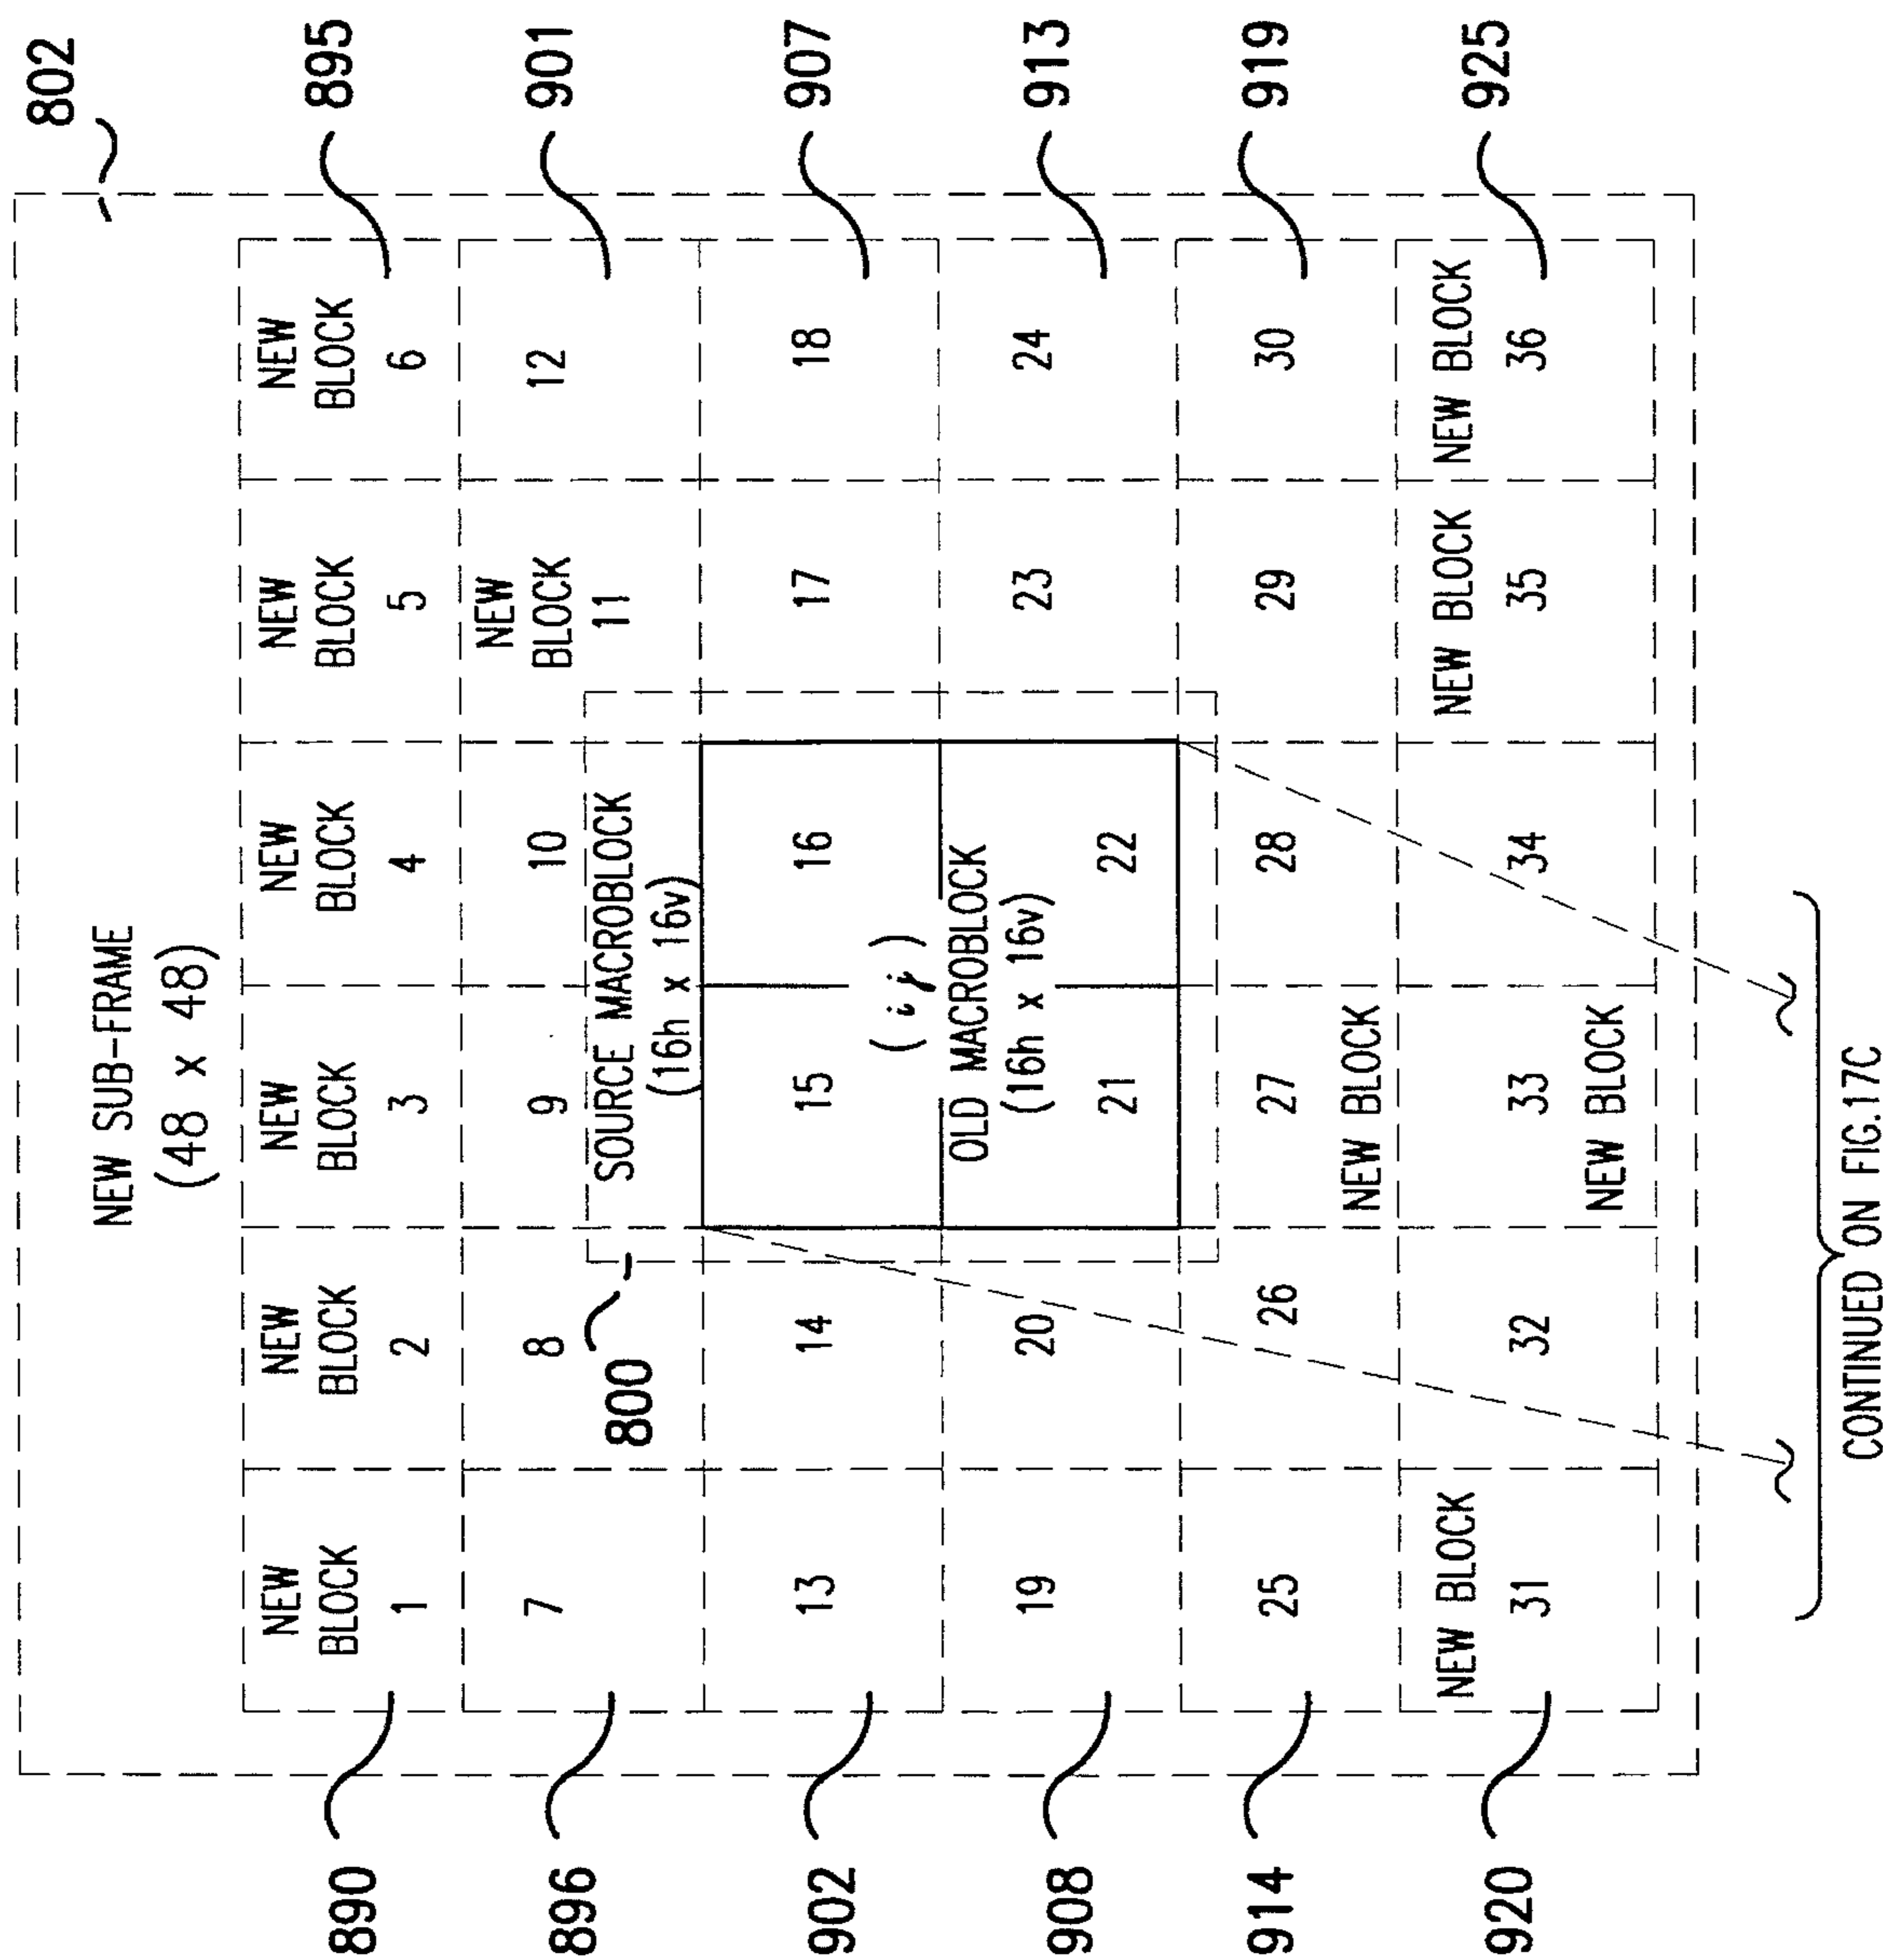 802
NEW SUB-FRAME
(48 x 48)
NEW BLOCK 1
NEW BLOCK 2
NEW BLOCK 3
NEW BLOCK 4
NEW BLOCK 5
NEW BLOCK 6
890
895
7
8
9
10
NEW BLOCK 11
12
896
901
800
SOURCE MACROBLOCK
(16h x 16v)
13
14
15
16
17
18
902
907
(i,j)
OLD MACROBLOCK
(16h x 16v)
19
20
21
22
23
24
908
913
25
26
27
NEW BLOCK
28
29
30
914
919
NEW BLOCK 31
32
33
NEW BLOCK
34
NEW BLOCK 35
NEW BLOCK 36
920
925
CONTINUED ON FIG.17C